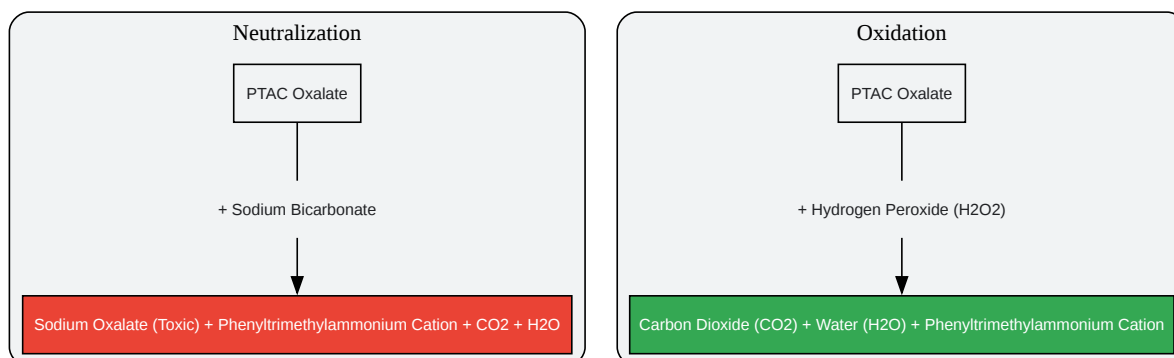 Neutralization
PTAC Oxalate
+ Sodium Bicarbonate
Sodium Oxalate (Toxic) + Phenyltrimethylammonium Cation + CO2 + H2O
Oxidation
PTAC Oxalate
+ Hydrogen Peroxide (H2O2)
Carbon Dioxide (CO2) + Water (H2O) + Phenyltrimethylammonium Cation